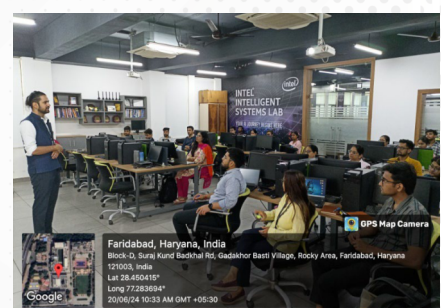 INTEL
INTELLIGENT
SYSTEMS LAB
intel
GPS Map Camera
Faridabad, Haryana, India
Block-D, Suraj Kund Badkhal Rd, Gadakhor Basti Village, Rocky Area, Faridabad, Haryana
121003, India
Lat 28.450415°
Long 77.283694°
20/06/24 10:33 AM GMT +05:30
Google